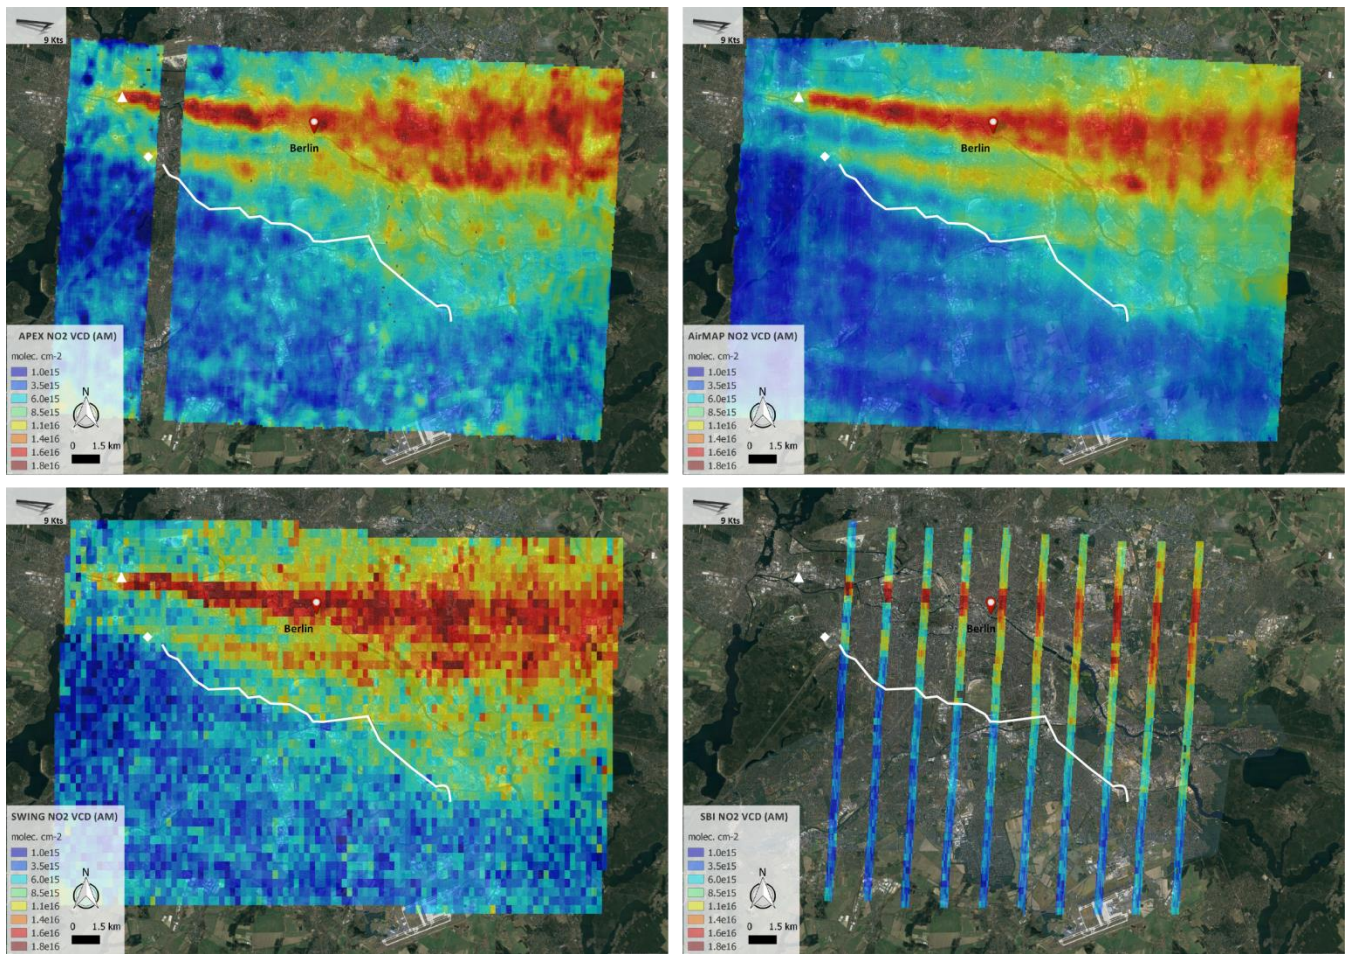 9 Kts
Berlin
APEX NO2 VCD (AM)
molec. cm-2
1.0e15
3.5e15
6.0e15
8.5e15
1.1e16
1.4e16
1.6e16
1.8e16
N
0 1.5 km
9 Kts
Berlin
AirMAP NO2 VCD (AM)
molec. cm-2
1.0e15
3.5e15
6.0e15
8.5e15
1.1e16
1.4e16
1.6e16
1.8e16
N
0 1.5 km
9 Kts
Berlin
SWING NO2 VCD (AM)
molec. cm-2
1.0e15
3.5e15
6.0e15
8.5e15
1.1e16
1.4e16
1.6e16
1.8e16
N
0 1.5 km
9 Kts
Berlin
SBI NO2 VCD (AM)
molec. cm-2
1.0e15
3.5e15
6.0e15
8.5e15
1.1e16
1.4e16
1.6e16
1.8e16
N
0 1.5 km